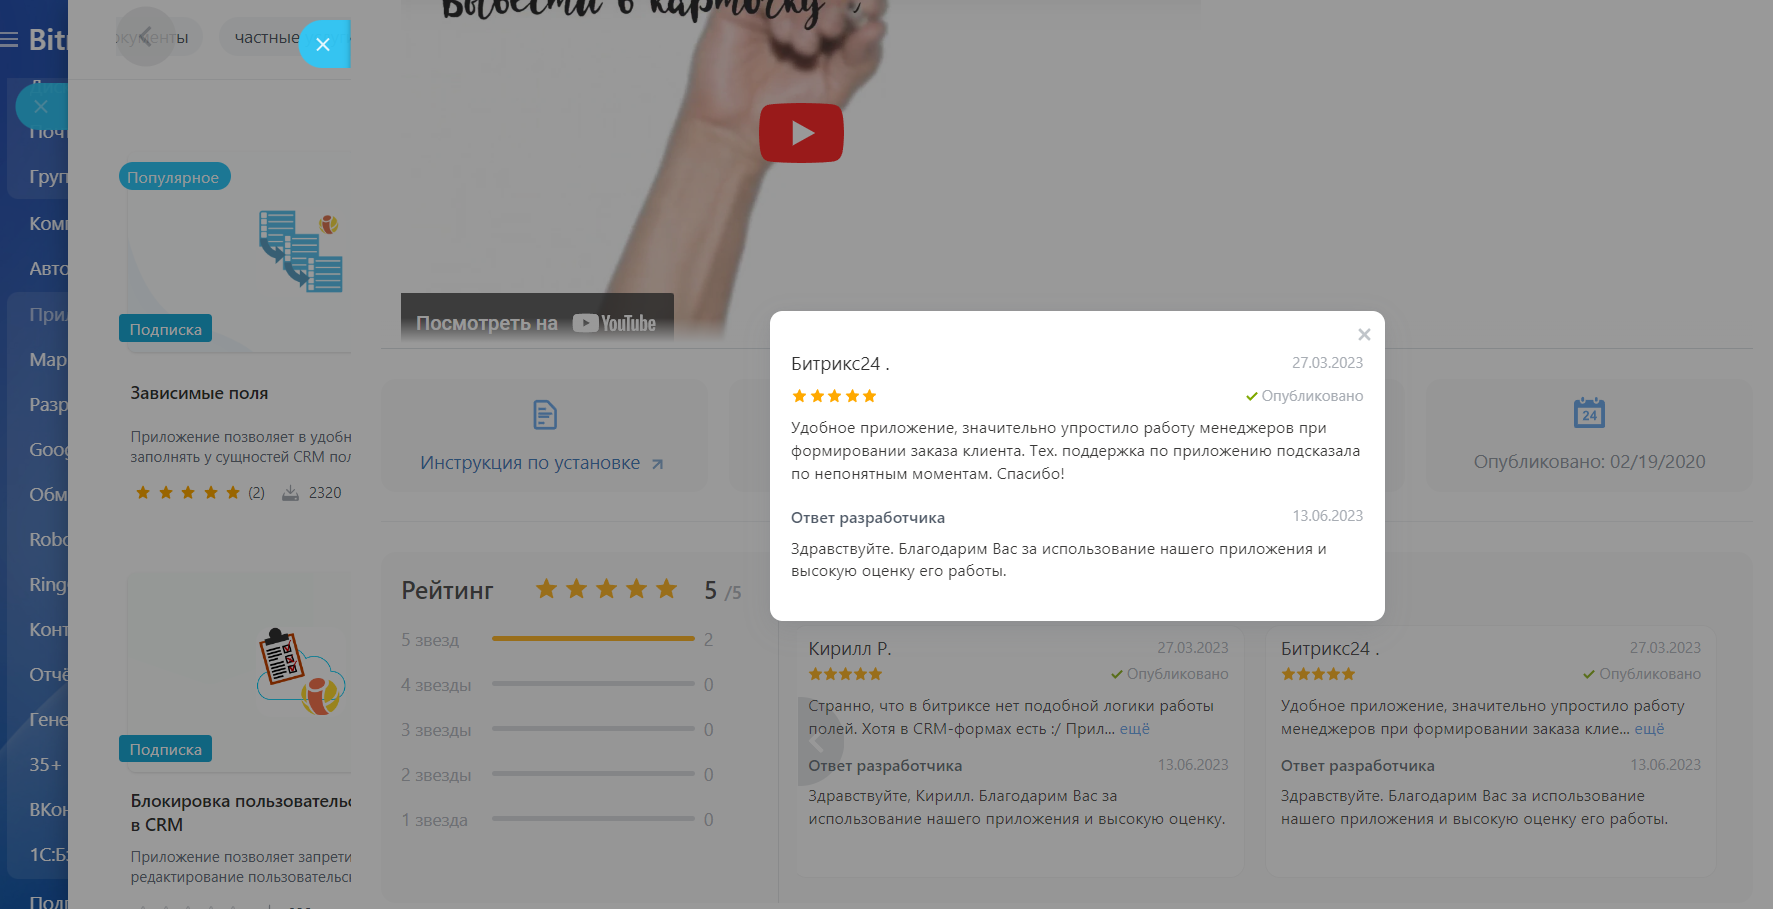 Вывести в карточку
Bit
документы
частные
Почт
Груп
Ком
Авто
При
Мар
Разр
Goog
Обм
Robo
Ring
Конт
Отчё
Гене
35+
ВКон
1С:Б
Подп
Популярное
Подписка
Зависимые поля
Приложение позволяет в удобн
заполнять у сущностей CRM пол
(2) 2320
Подписка
Блокировка пользователь
в CRM
Приложение позволяет запрети
редактирование пользовательс
Посмотреть на YouTube
Инструкция по установке
24
Опубликовано: 02/19/2020
Битрикс24 .
27.03.2023
Опубликовано
Удобное приложение, значительно упростило работу менеджеров при
формировании заказа клиента. Тех. поддержка по приложению подсказала
по непонятным моментам. Спасибо!
Ответ разработчика
13.06.2023
Здравствуйте. Благодарим Вас за использование нашего приложения и
высокую оценку его работы.
Рейтинг 5 /5
5 звезд 2
4 звезды 0
3 звезды 0
2 звезды 0
1 звезда 0
Кирилл Р.
27.03.2023
Опубликовано
Странно, что в битриксе нет подобной логики работы
полей. Хотя в CRM-формах есть :/ Прил... ещё
Ответ разработчика
13.06.2023
Здравствуйте, Кирилл. Благодарим Вас за
использование нашего приложения и высокую оценку.
Битрикс24 .
27.03.2023
Опубликовано
Удобное приложение, значительно упростило работу
менеджеров при формировании заказа клие... ещё
Ответ разработчика
13.06.2023
Здравствуйте. Благодарим Вас за использование
нашего приложения и высокую оценку его работы.